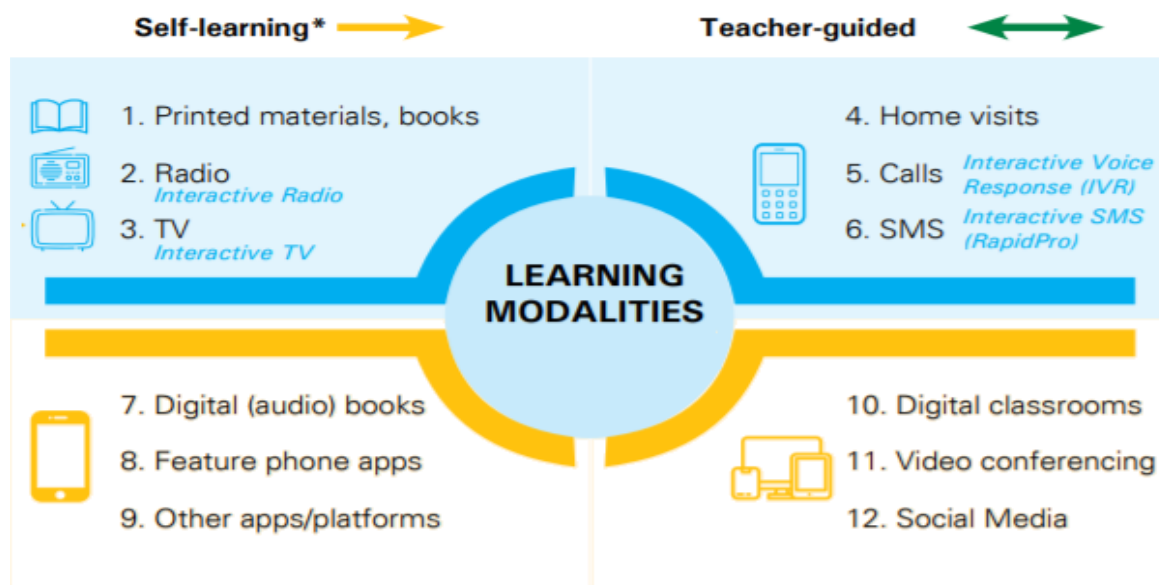 Self-learning*
Teacher-guided
1. Printed materials, books
2. Radio
Interactive Radio
3. TV
Interactive TV
4. Home visits
5. Calls
Interactive Voice
Response (IVR)
6. SMS
Interactive SMS
(RapidPro)
LEARNING
MODALITIES
7. Digital (audio) books
8. Feature phone apps
9. Other apps/platforms
10. Digital classrooms
11. Video conferencing
12. Social Media